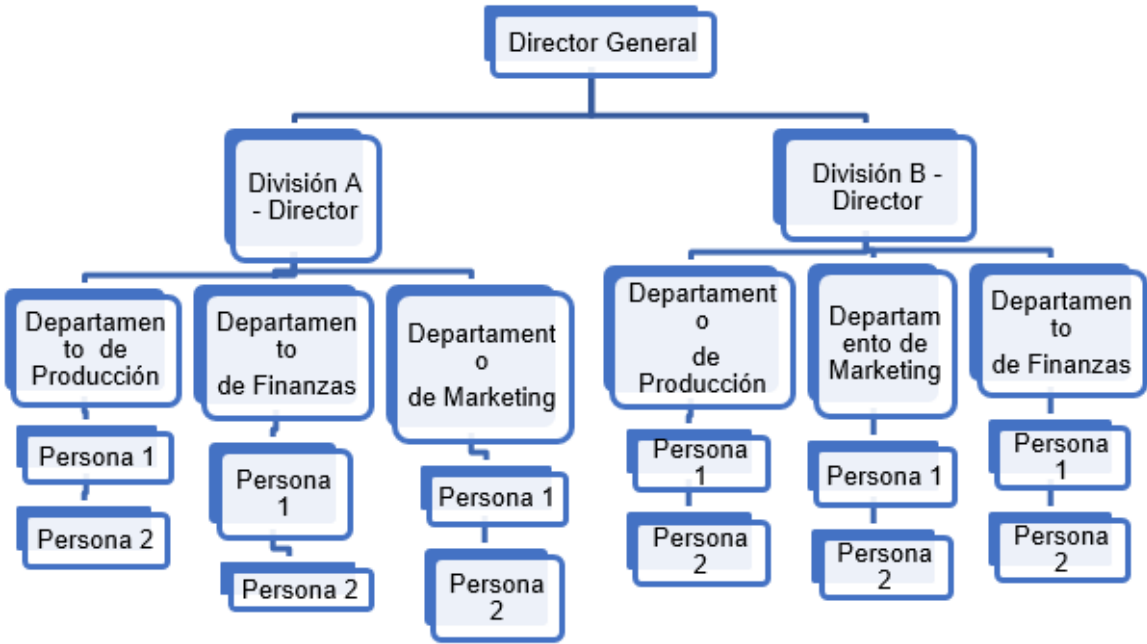 Director General
División A
- Director
División B -
Director
Departamen
to  de
Producción
Departamen
to
de Finanzas
Departament
o
de Marketing
Departament
o
de
Producción
Departam
ento de
Marketing
Departamen
to
de Finanzas
Persona 1
Persona 2
Persona
1
Persona 2
Persona 1
Persona
2
Persona
1
Persona
2
Persona 1
Persona
2
Persona
1
Persona
2